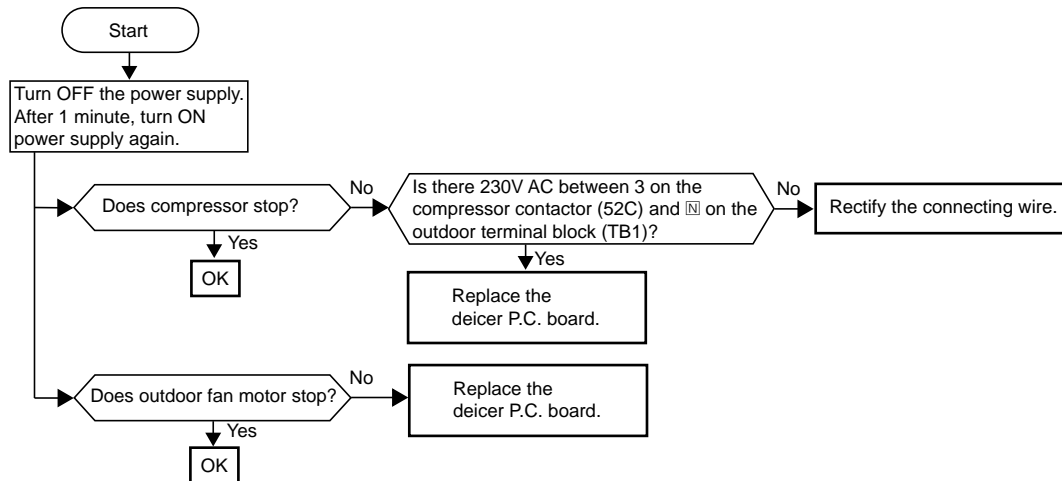 Start
Turn OFF the power supply.
After 1 minute, turn ON
power supply again.
Does compressor stop?
No
Is there 230V AC between 3 on the
compressor contactor (52C) and N on the
outdoor terminal block (TB1)?
No
Rectify the connecting wire.
Yes
OK
Yes
Replace the
deicer P.C. board.
Does outdoor fan motor stop?
No
Replace the
deicer P.C. board.
Yes
OK